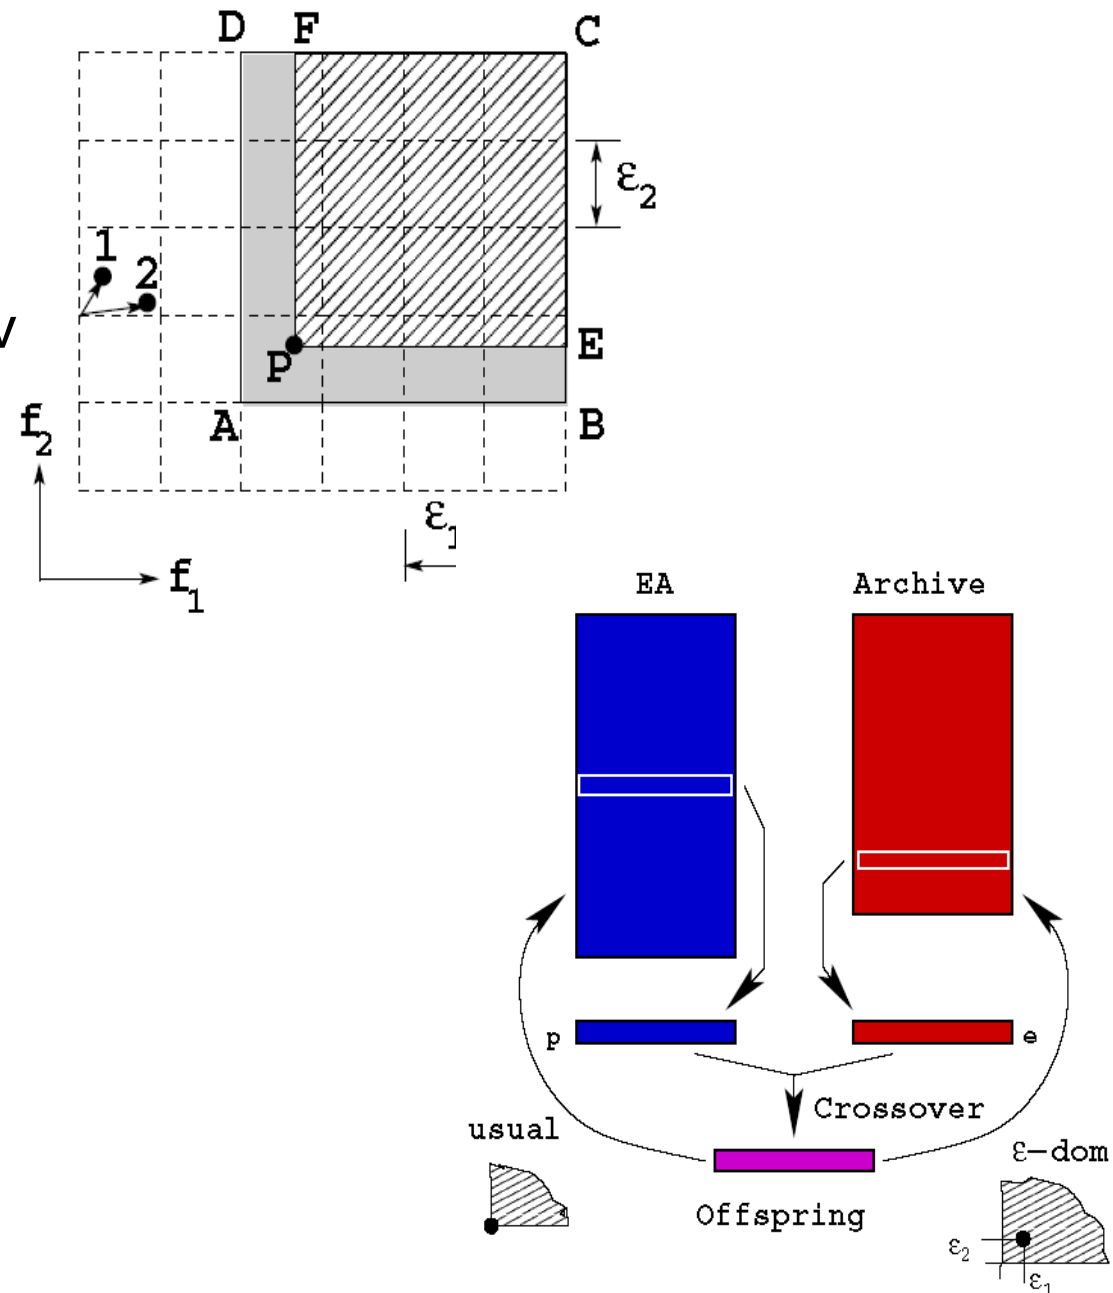 D F C
ε2
1
2
v
E
P
A B
f2
ε1
f1
EA Archive
p e
Crossover
usual
ε-dom
Offspring
ε2
ε1